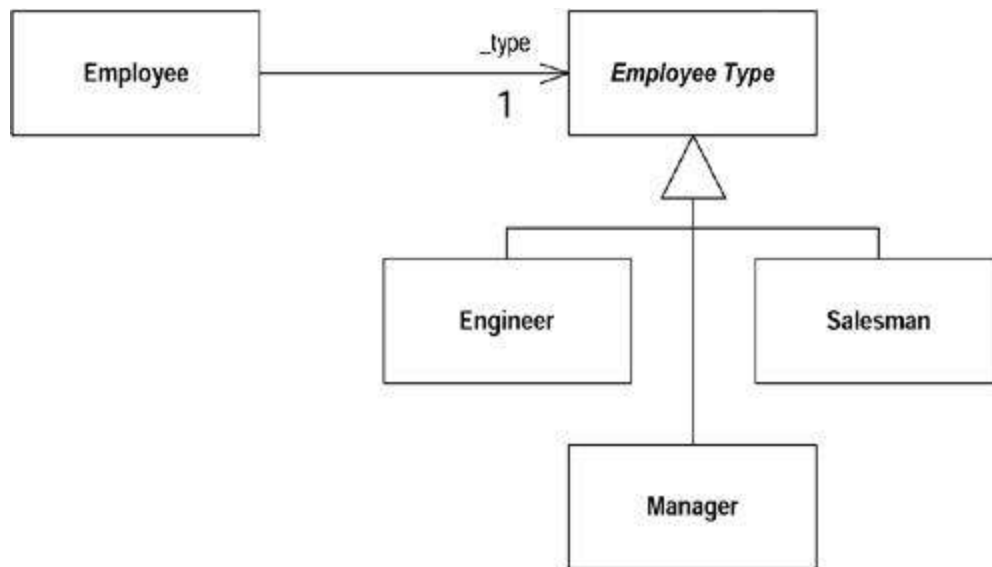 _type
Employee
Employee Type
1
Engineer
Salesman
Manager